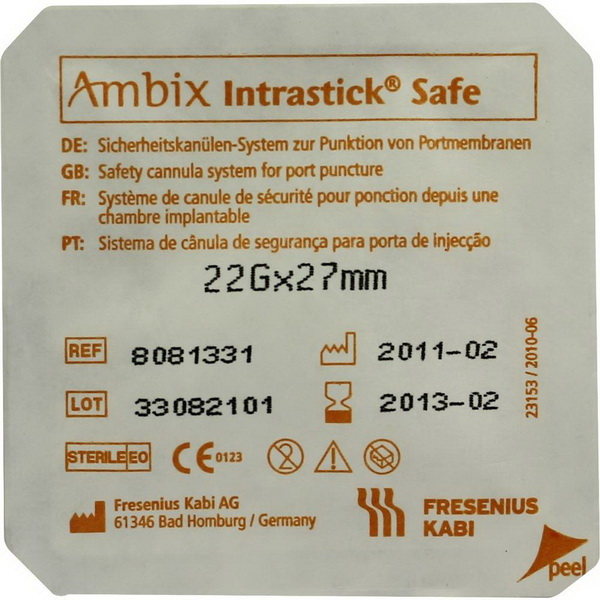 Ambix Intrastick® Safe
DE: Sicherheitskanülen-System zur Punktion von Portmembranen
GB: Safety cannula system for port puncture
FR: Système de canule de sécurité pour ponction depuis une
chambre implantable
PT: Sistema de cânula de segurança para porta de injecção
22Gx27mm
REF 8081331 2011-02
LOT 33082101 2013-02
23153 / 2010-06
STERILE EO CE 0123 2
Fresenius Kabi AG
61346 Bad Homburg / Germany
FRESENIUS
KABI
peel